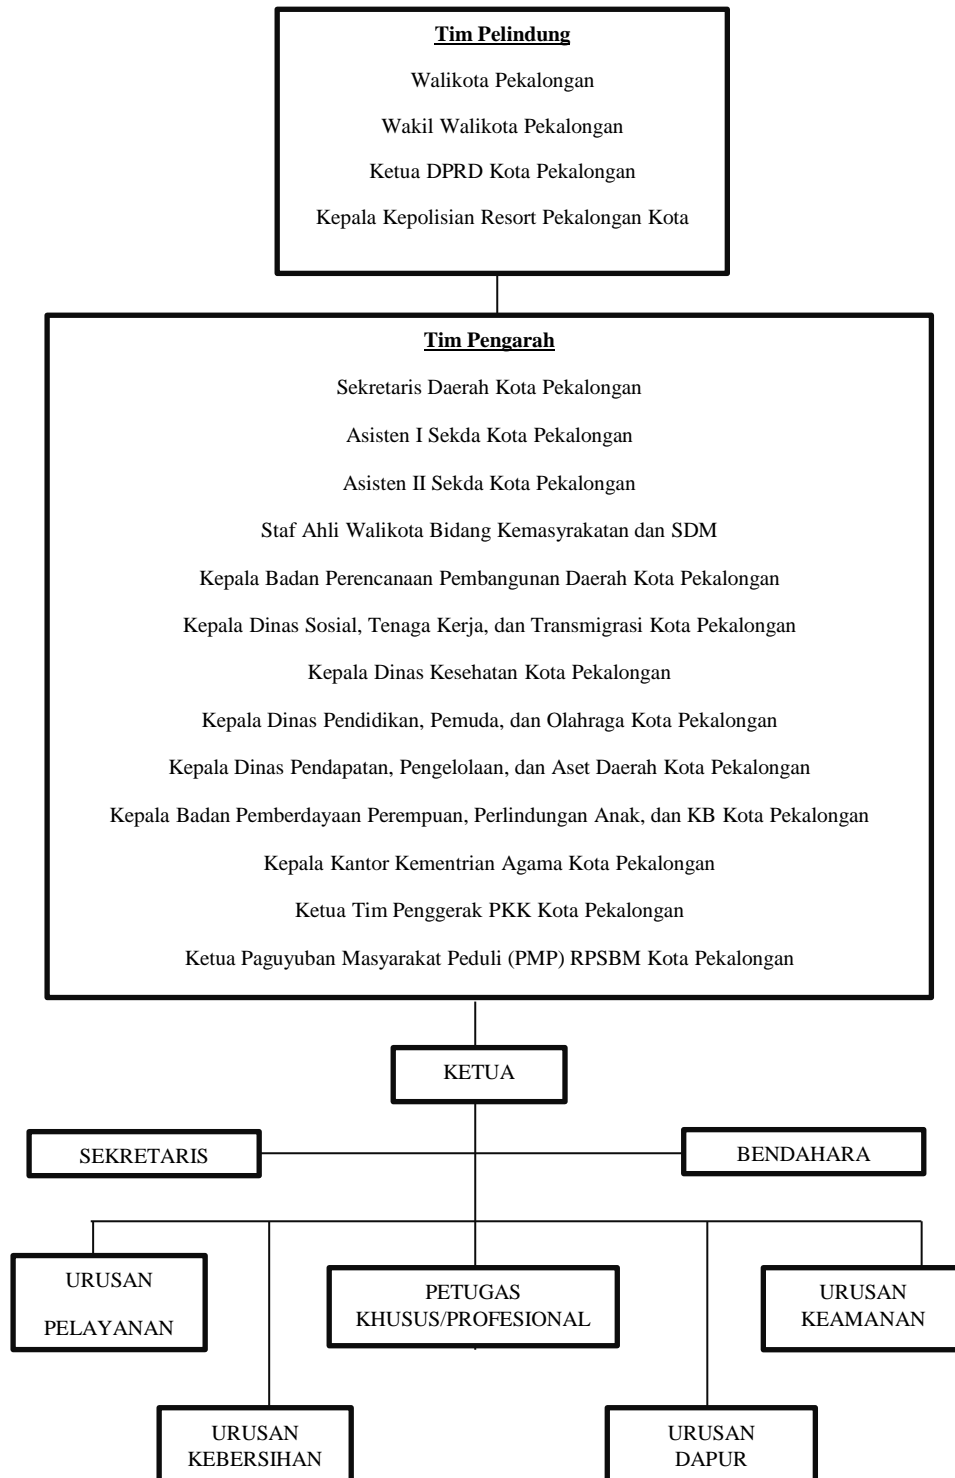 Tim Pelindung
Walikota Pekalongan
Wakil Walikota Pekalongan
Ketua DPRD Kota Pekalongan
Kepala Kepolisian Resort Pekalongan Kota
Tim Pengarah
Sekretaris Daerah Kota Pekalongan
Asisten I Sekda Kota Pekalongan
Asisten II Sekda Kota Pekalongan
Staf Ahli Walikota Bidang Kemasyrakatan dan SDM
Kepala Badan Perencanaan Pembangunan Daerah Kota Pekalongan
Kepala Dinas Sosial, Tenaga Kerja, dan Transmigrasi Kota Pekalongan
Kepala Dinas Kesehatan Kota Pekalongan
Kepala Dinas Pendidikan, Pemuda, dan Olahraga Kota Pekalongan
Kepala Dinas Pendapatan, Pengelolaan, dan Aset Daerah Kota Pekalongan
Kepala Badan Pemberdayaan Perempuan, Perlindungan Anak, dan KB Kota Pekalongan
Kepala Kantor Kementrian Agama Kota Pekalongan
Ketua Tim Penggerak PKK Kota Pekalongan
Ketua Paguyuban Masyarakat Peduli (PMP) RPSBM Kota Pekalongan
KETUA
SEKRETARIS
BENDAHARA
URUSAN
PELAYANAN
PETUGAS
KHUSUS/PROFESIONAL
URUSAN
KEAMANAN
URUSAN
KEBERSIHAN
URUSAN
DAPUR